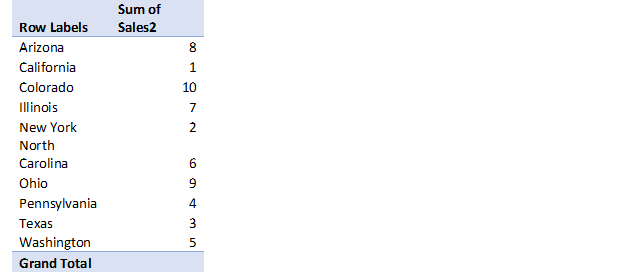 Sum of
Row Labels Sales2
Arizona 8
California 1
Colorado 10
Illinois 7
New York 2
North
Carolina 6
Ohio 9
Pennsylvania 4
Texas 3
Washington 5
Grand Total